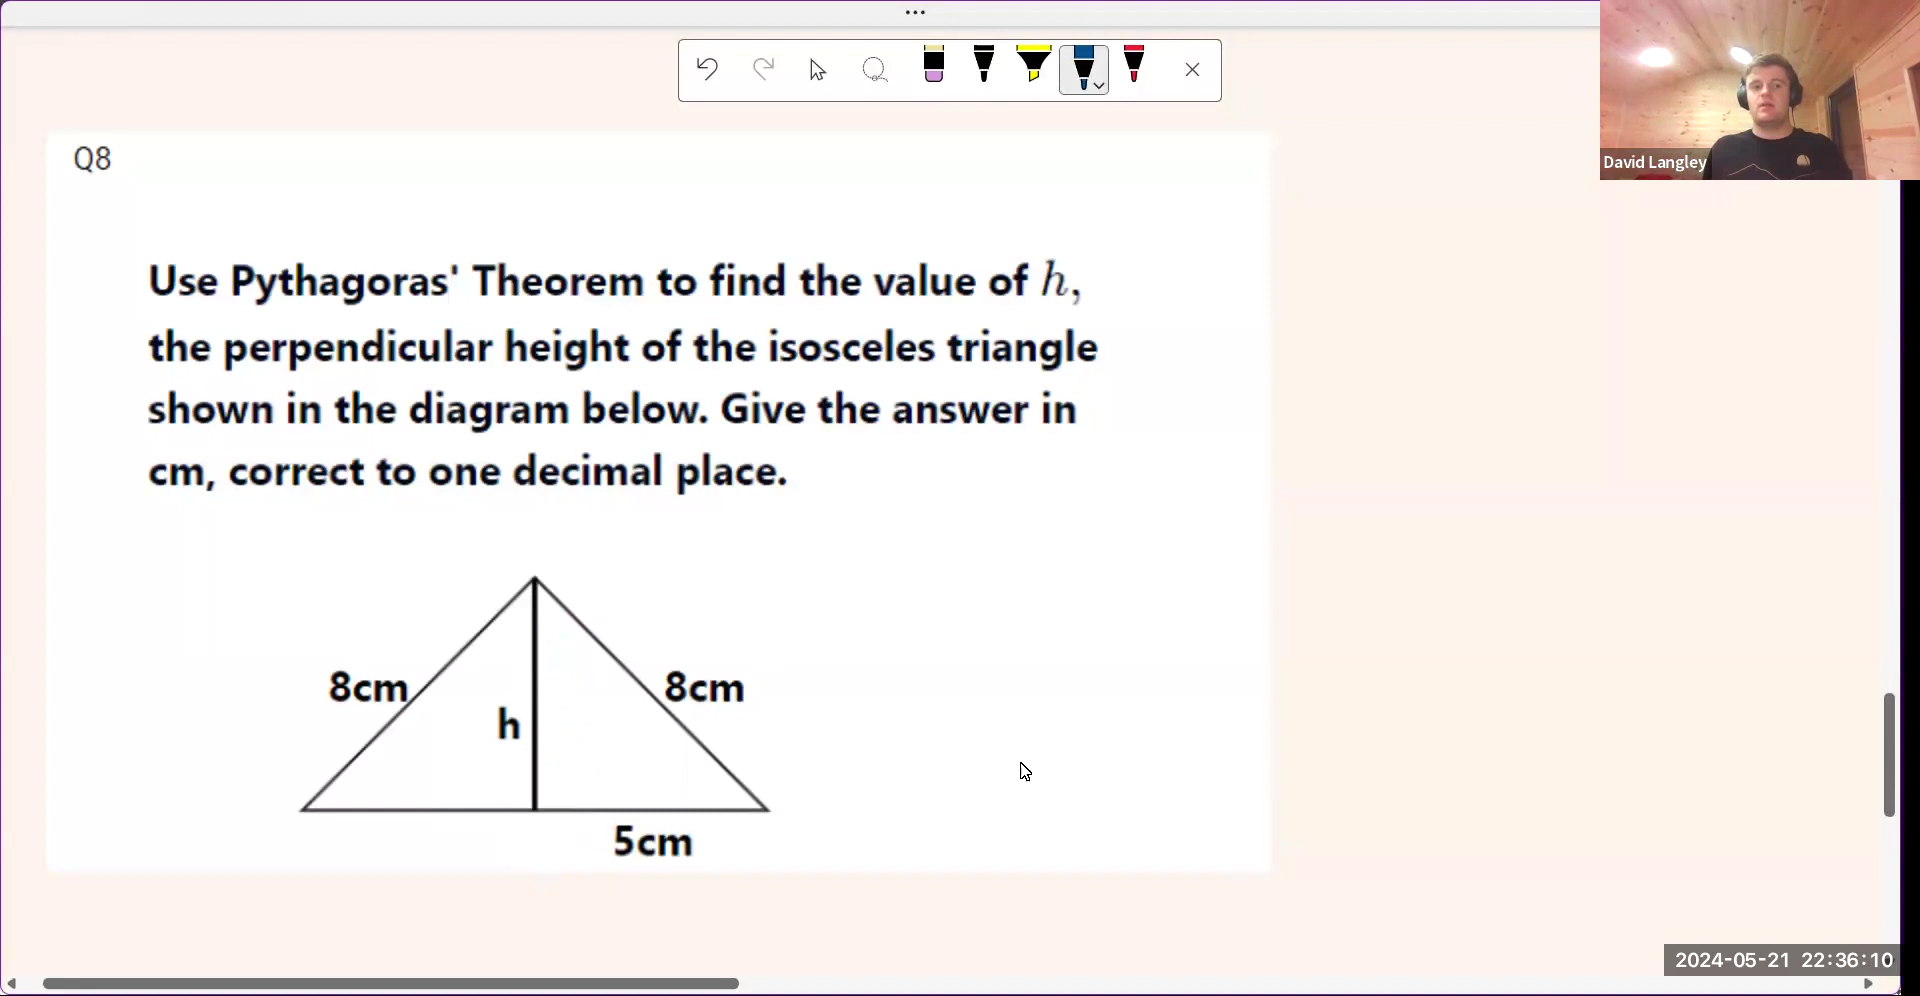 David Langley
Q8
Use Pythagoras' Theorem to find the value of h,
the perpendicular height of the isosceles triangle
shown in the diagram below. Give the answer in
cm, correct to one decimal place.
8cm
8cm
h
5cm
2024-05-21 22:36:10